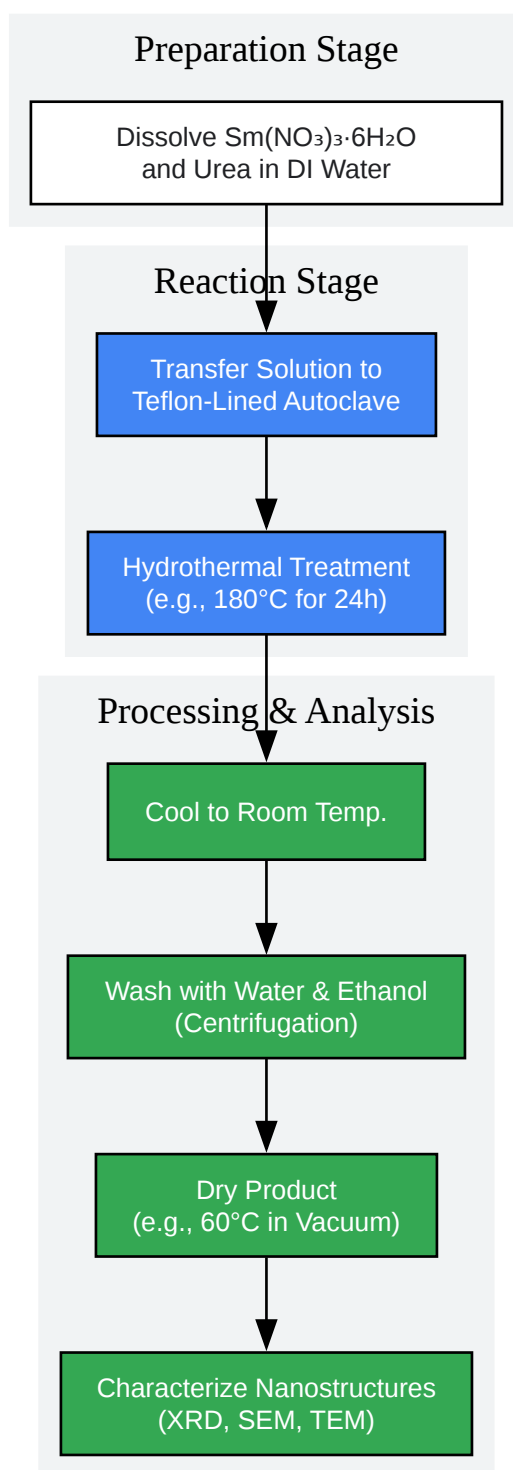 Preparation Stage
Dissolve Sm(NO₃)₃·6H₂O
and Urea in DI Water
Reaction Stage
Transfer Solution to
Teflon-Lined Autoclave
Hydrothermal Treatment
(e.g., 180°C for 24h)
Processing & Analysis
Cool to Room Temp.
Wash with Water & Ethanol
(Centrifugation)
Dry Product
(e.g., 60°C in Vacuum)
Characterize Nanostructures
(XRD, SEM, TEM)